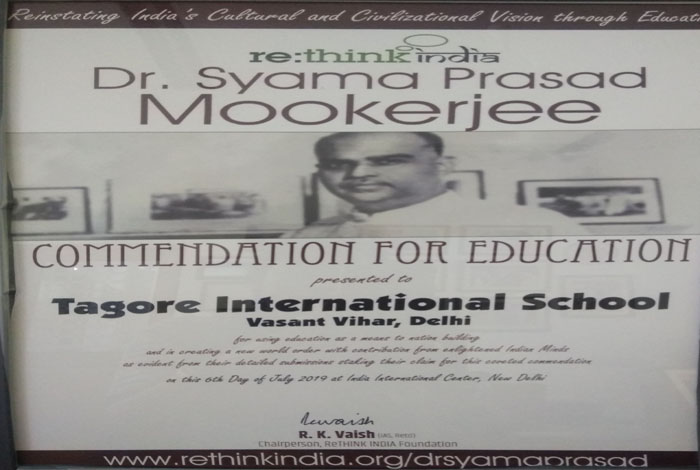 Reinstating India's Cultural and Civilizational Vision through Educati
re:think india
Dr. Syama Prasad
Mookerjee
COMMENDATION FOR EDUCATION
presented to
Tagore International School
Vasant Vihar, Delhi
for using education as a means to nation building
and in creating a new world order with contribution from enlightened Indian Minds
as evident from their detailed submissions staking their claim for this coveted commendation
on this 6th Day of July 2019 at India International Center, New Delhi
R. K. Vaish (IAS, Retd)
Chairperson, ReTHINK INDIA Foundation
www.rethinkindia.org/drsyamaprasad